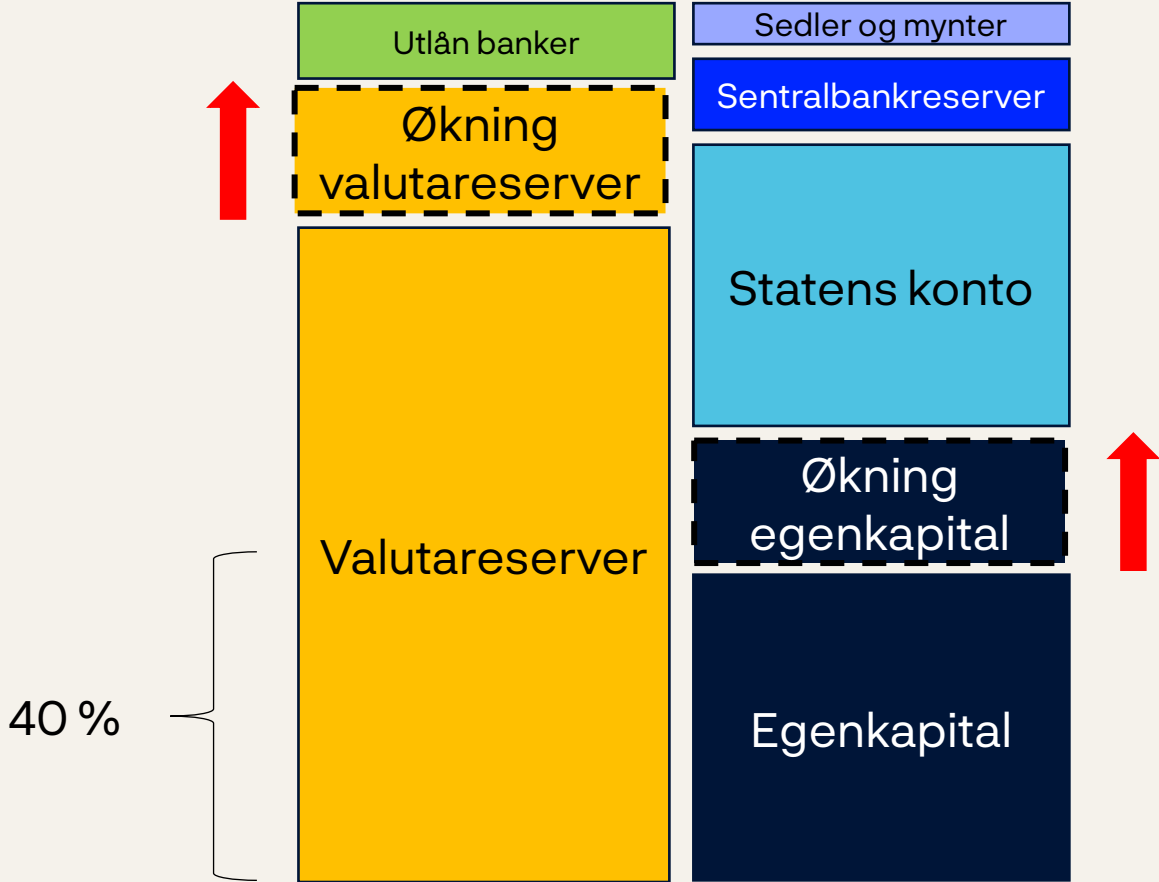 Utlån banker
Økning
valutareserver
Valutareserver
40 %
Sedler og mynter
Sentralbankreserver
Statens konto
Økning
egenkapital
Egenkapital